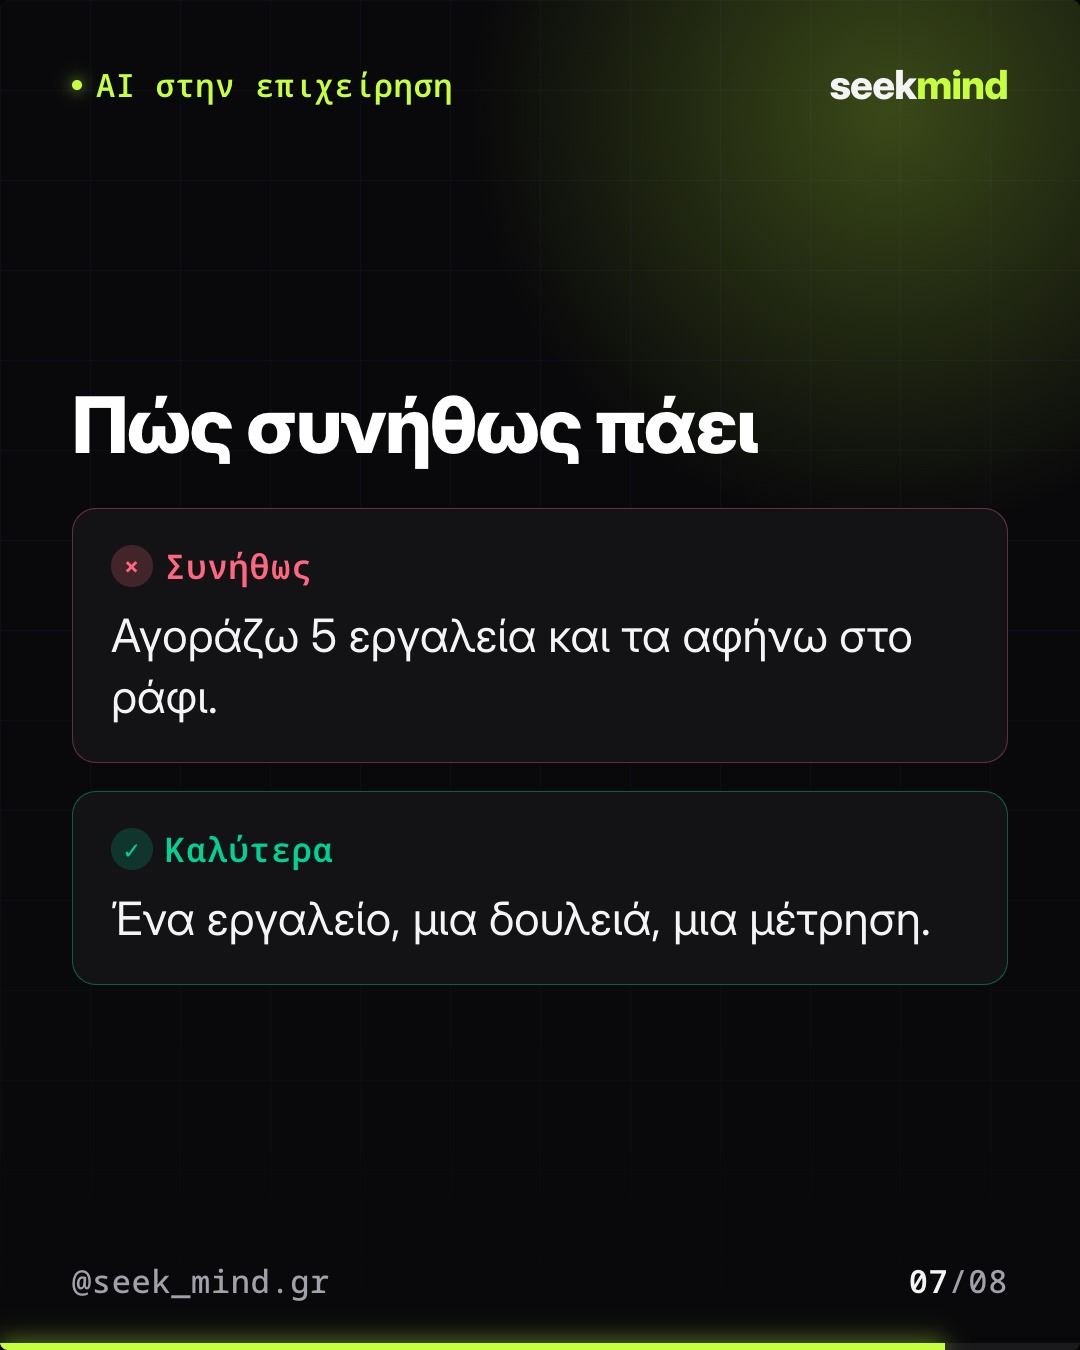 • AI στην επιχείρηση
seekmind
Πώς συνήθως πάει
× Συνήθως
Αγοράζω 5 εργαλεία και τα αφήνω στο
ράφι.
✓ Καλύτερα
Ένα εργαλείο, μια δουλειά, μια μέτρηση.
@seek_mind.gr
07/08